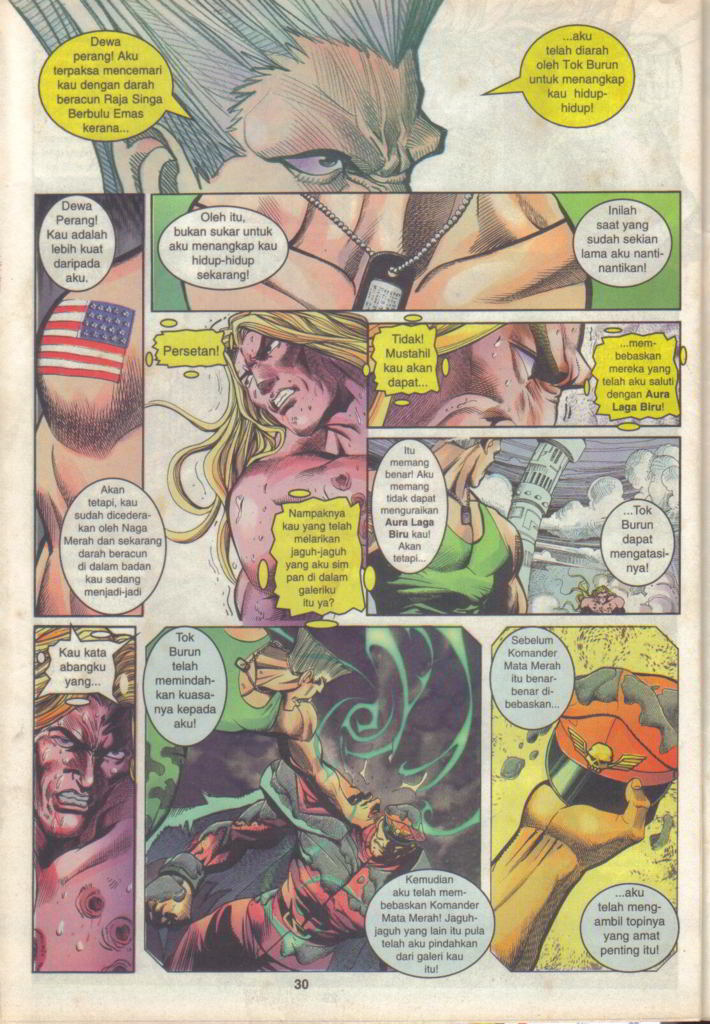 Dewa
perang! Aku
terpaksa mencemari
kau dengan darah
beracun Raja Singa
Berbulu Emas
kerana...
...aku
telah diarah
oleh Tok Burun
untuk menangkap
kau hidup-
hidup!
Dewa
Perang!
Kau adalah
lebih kuat
daripada
aku.
Akan
tetapi, kau
sudah dicedera-
kan oleh Naga
Merah dan sekarang
darah beracun
di dalam badan
kau sedang
menjadi-jadi
Oleh itu,
bukan sukar untuk
aku menangkap kau
hidup-hidup
sekarang!
Inilah
saat yang
sudah sekian
lama aku nanti-
nantikan!
Persetan!
Nampaknya
kau yang telah
melarikan
jaguh-jaguh
yang aku sim
pan di dalam
galeriku
itu ya?
Tidak!
Mustahil
kau akan
dapat...
...mem-
bebaskan
mereka yang
telah aku saluti
dengan Aura
Laga Biru!
Itu
memang
benar! Aku
memang
tidak dapat
menguraikan
Aura Laga
Biru kau!
Akan
tetapi...
...Tok
Burun
dapat
mengatasi-
nya!
Kau kata
abangku
yang...
Tok
Burun
telah
memindah-
kan kuasa-
nya kepada
aku!
Kemudian
aku telah mem-
bebaskan Komander
Mata Merah! Jaguh-
jaguh yang lain itu pula
telah aku pindahkan
dari galeri kau
itu!
Sebelum
Komander
Mata Merah
itu benar-
benar di-
bebaskan...
...aku
telah meng-
ambil topinya
yang amat
penting itu!
30